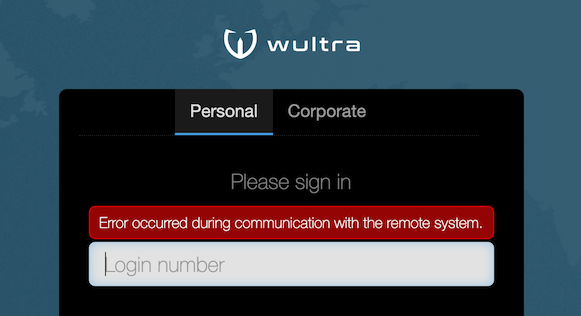 wultra
Personal Corporate
Please sign in
Error occurred during communication with the remote system.
Login number